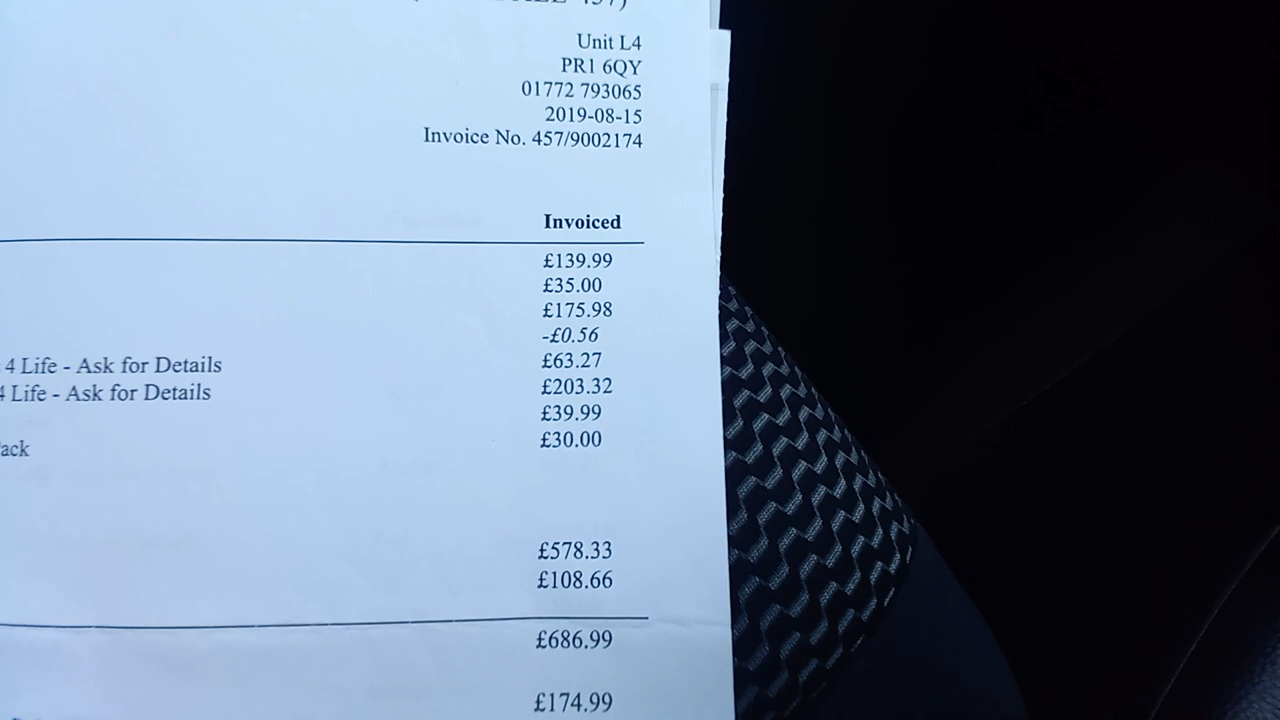 Unit L4
PR1 6QY
01772 793065
2019-08-15
Invoice No. 457/9002174
Invoiced
£139.99
£35.00
£175.98
-£0.56
4 Life - Ask for Details £63.27
4 Life - Ask for Details £203.32
£39.99
ack £30.00
£578.33
£108.66
£686.99
£174.99